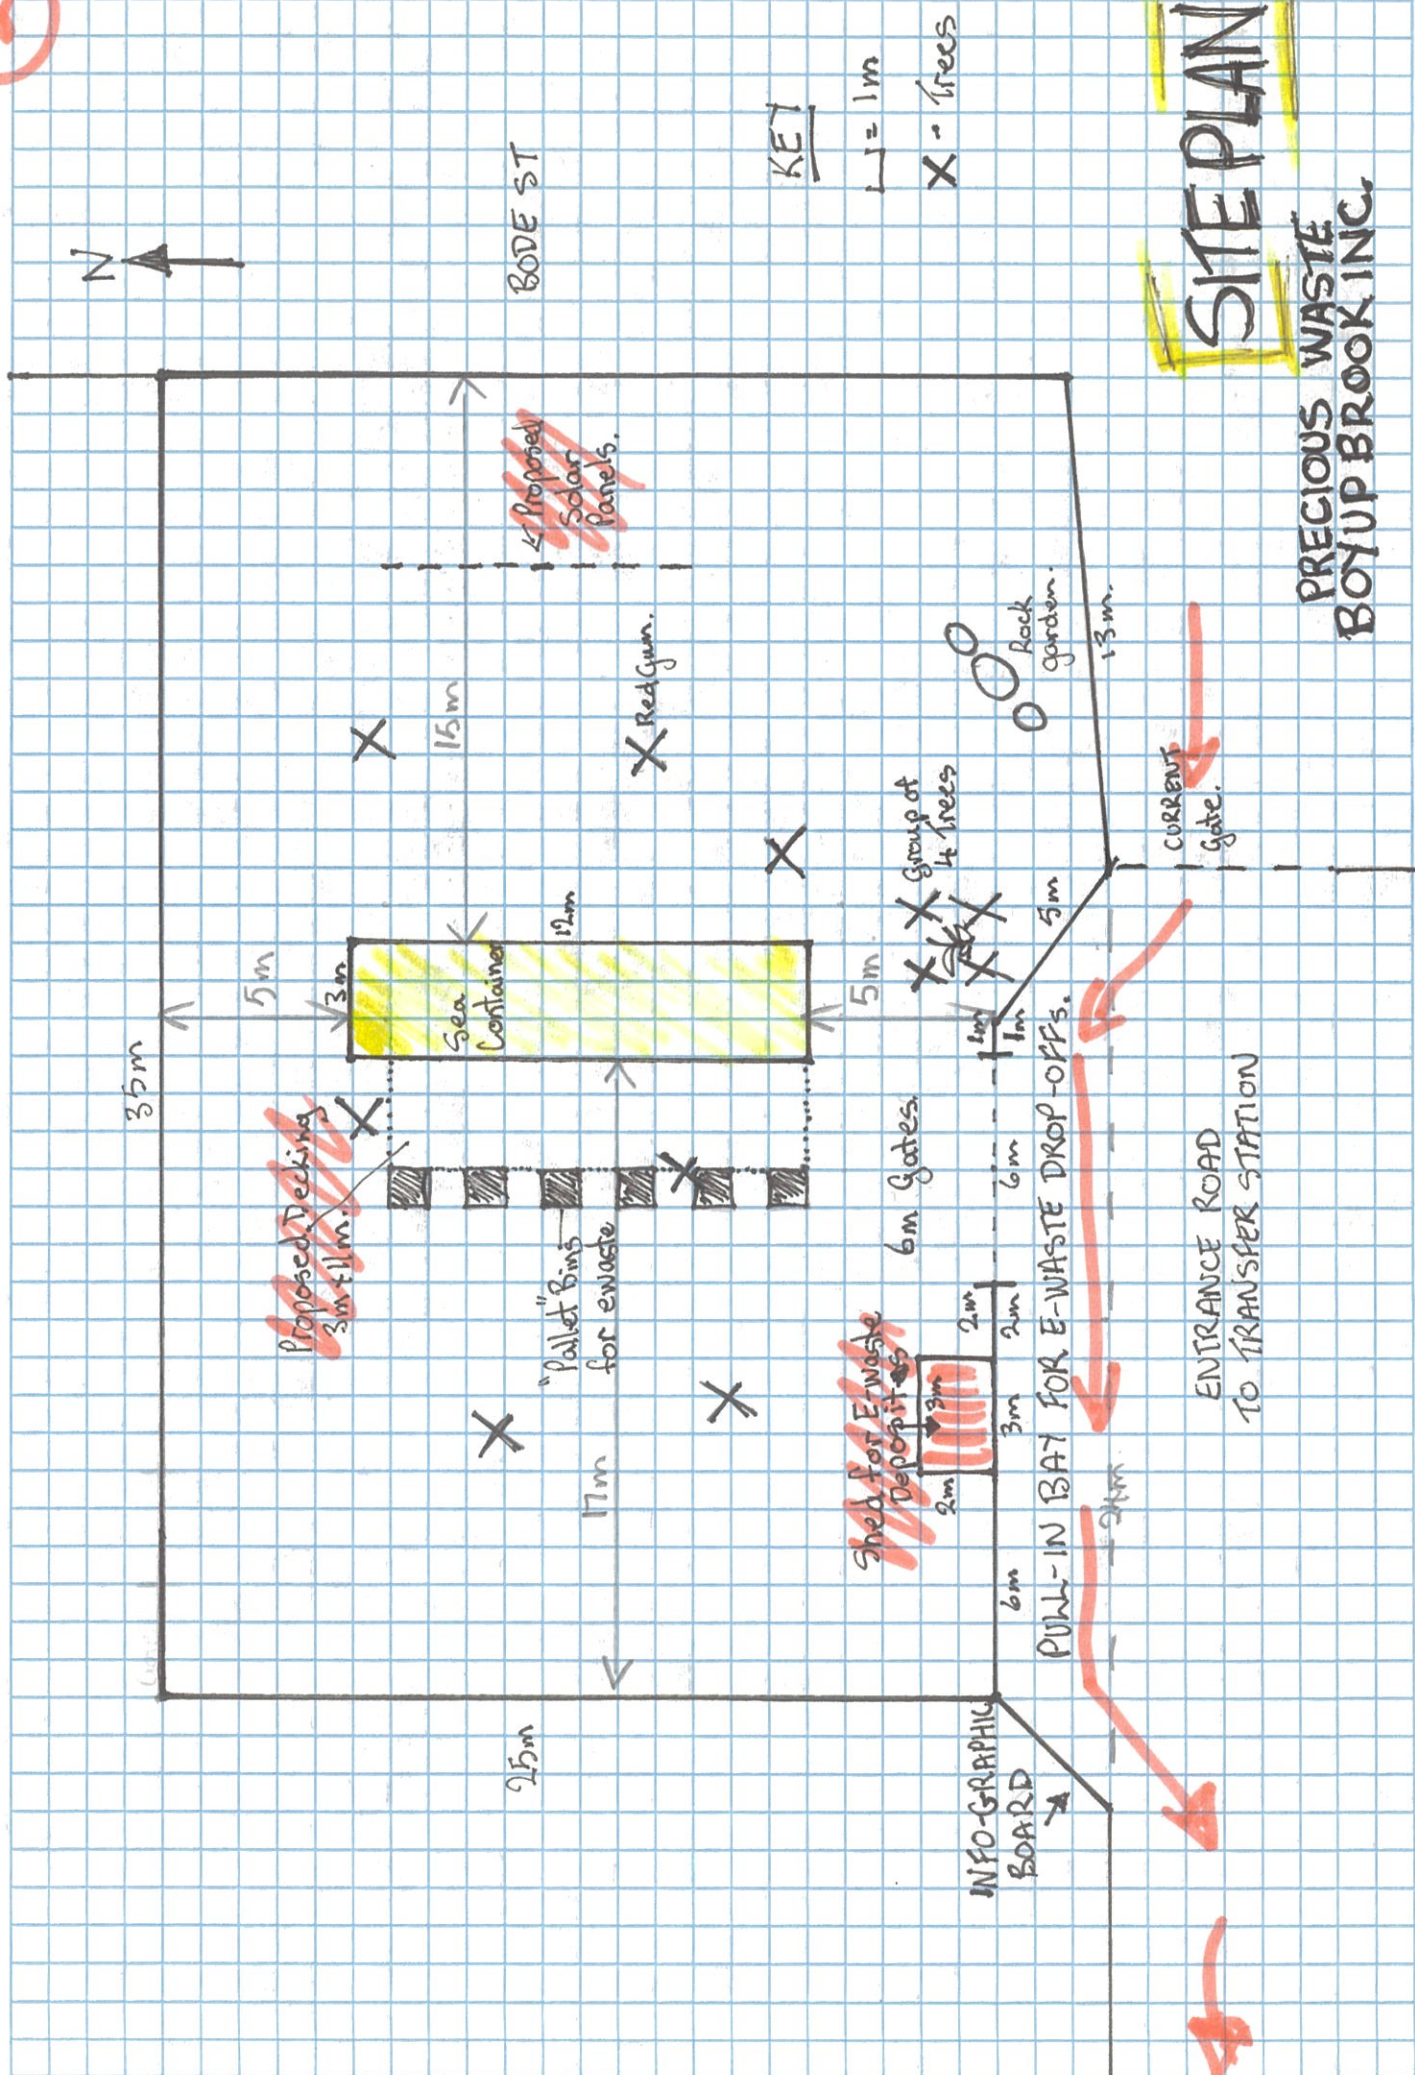 N
BODE ST
KEY
= 1m
X - Trees
SITE PLAN
PRECIOUS WASTE
BOYUP BROOK INC.
35m
25m
5m
3m
Sea
Container
12m
15m
17m
5m
Proposed Decking
3m x 11m.
"Pallet" Bins
for ewaste
← Proposed
Solar
Panels.
Red Gum.
Group of
4 Trees
Rock
garden.
13m.
5m
1m
1m
6m Gates.
6m
Shed for E-waste
Deposites
3m
2m
2m
2m
3m
6m
PULL-IN BAY FOR E-WASTE DROP-OFFS.
24m
CURRENT
Gate.
INFO-GRAPHIC
BOARD
ENTRANCE ROAD
TO TRANSFER STATION